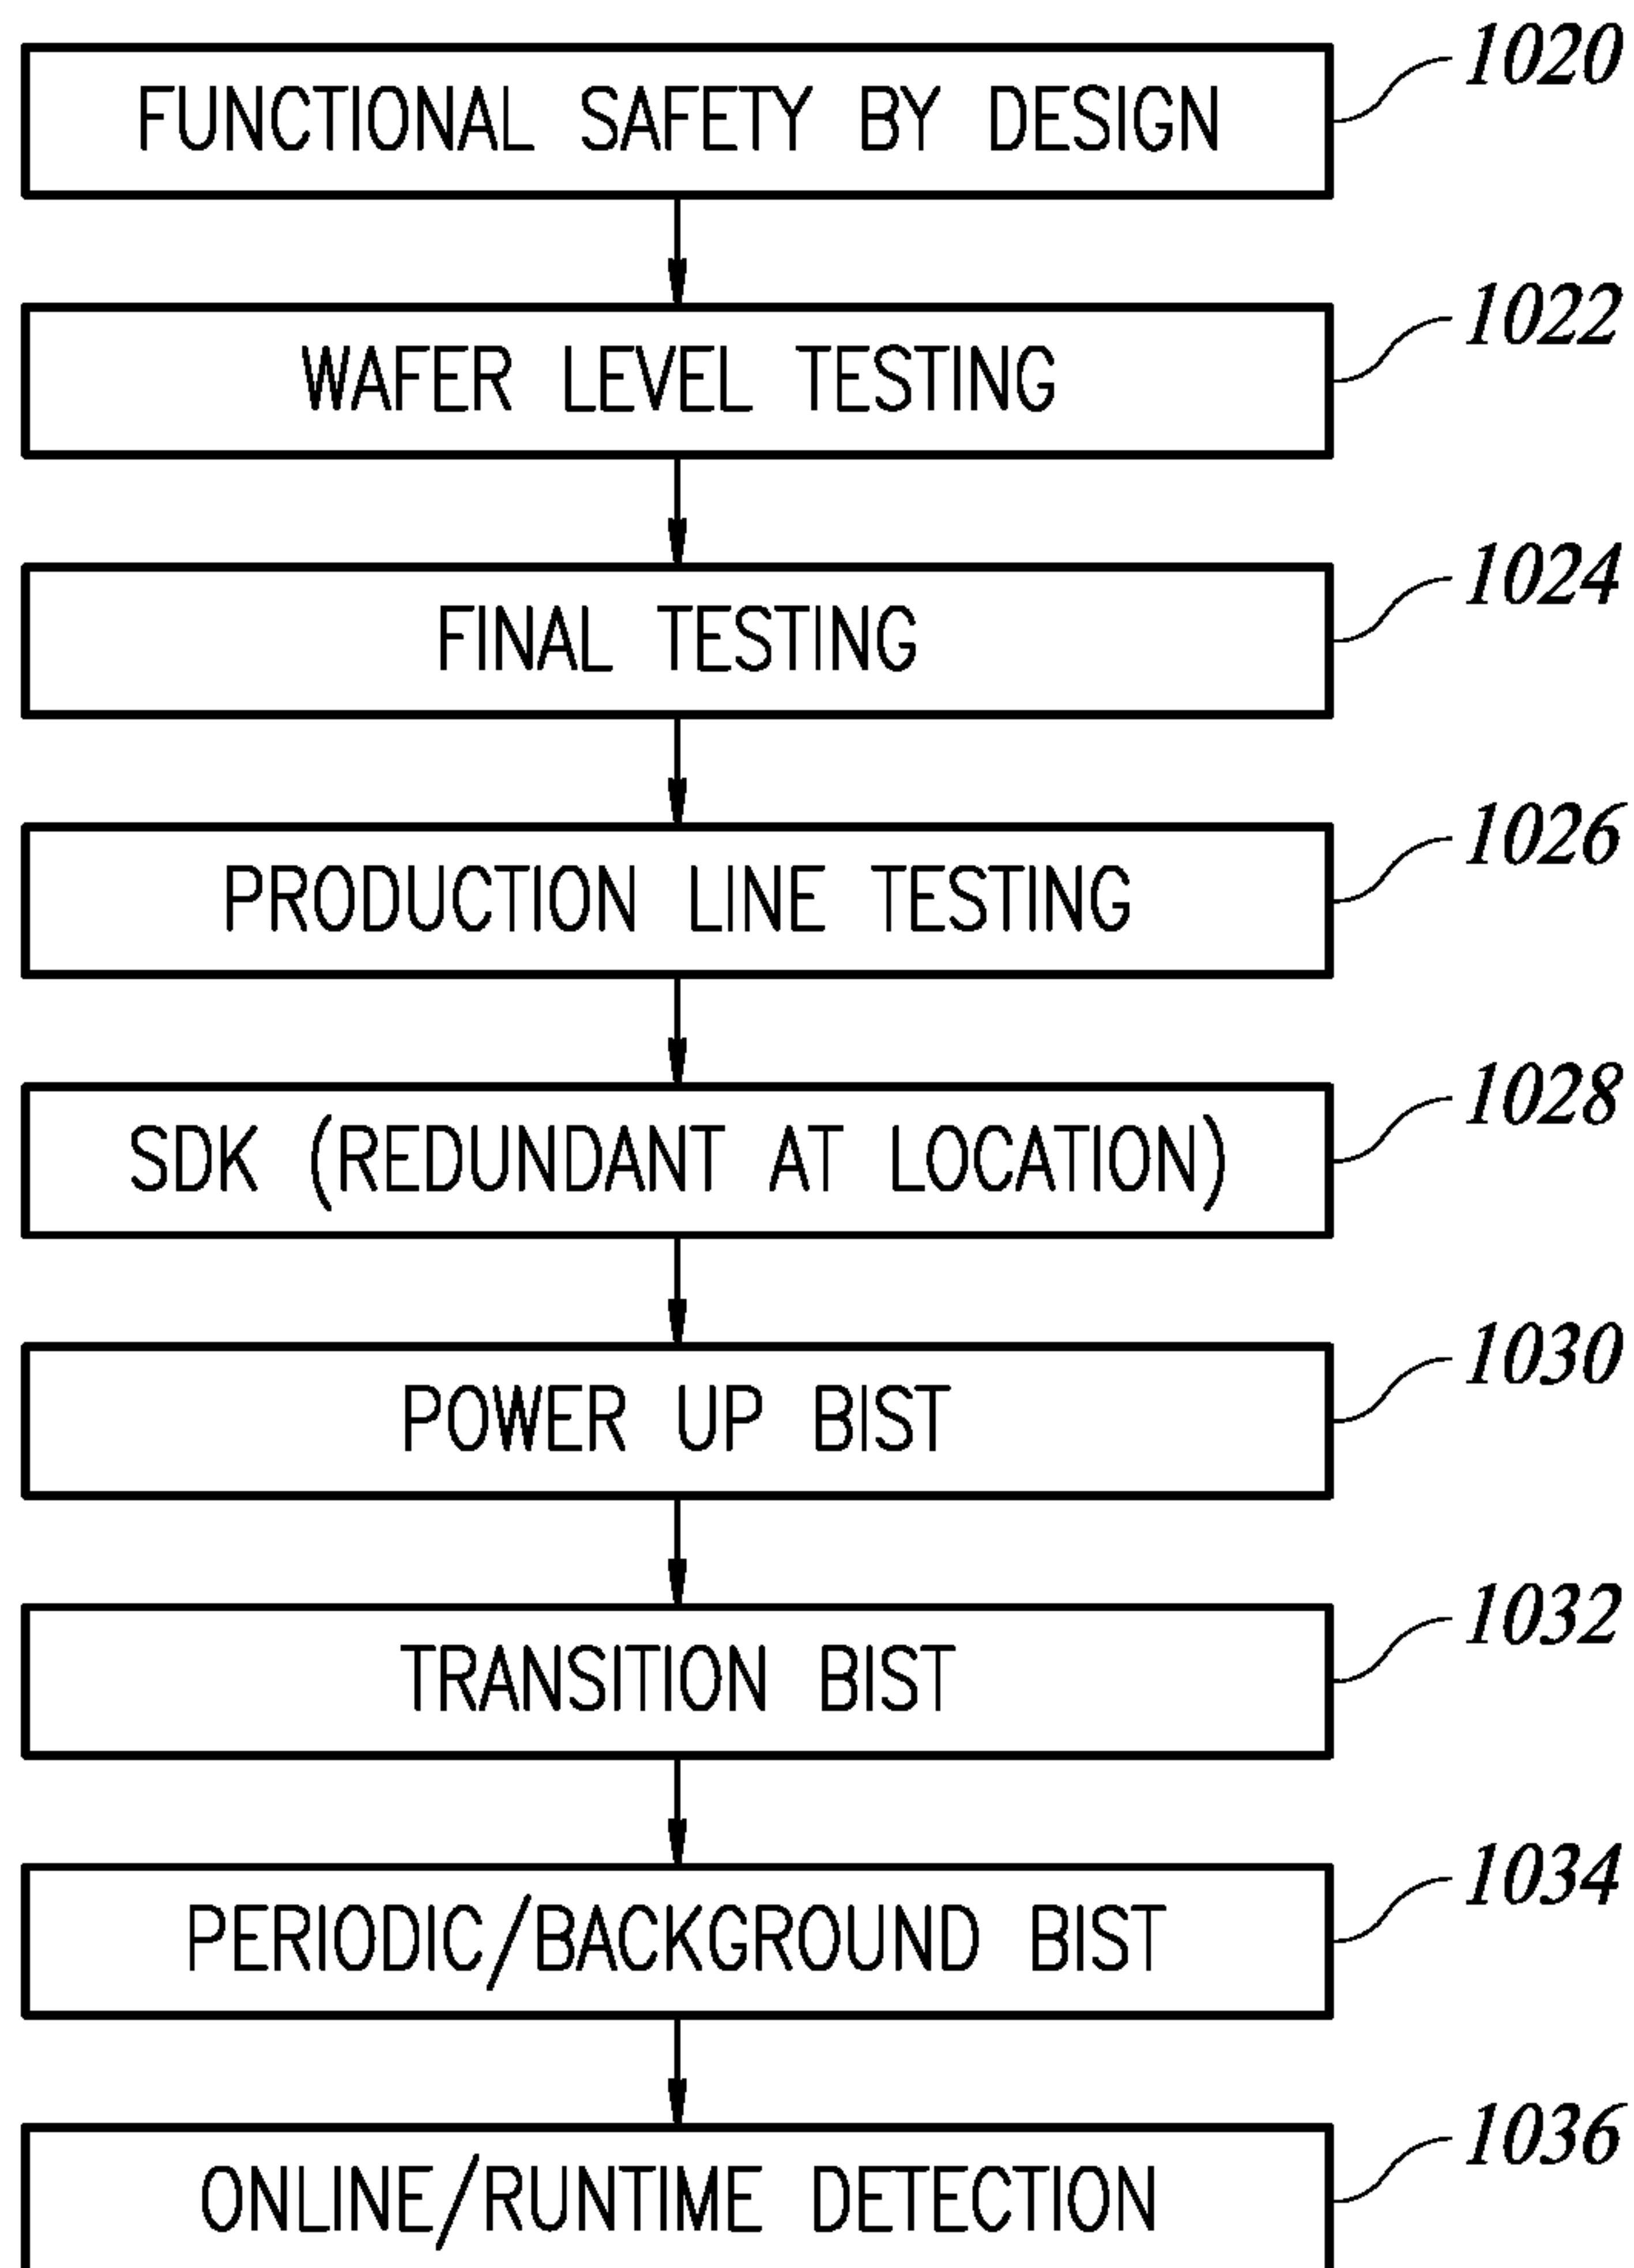 FUNCTIONAL SAFETY BY DESIGN 1020
WAFER LEVEL TESTING 1022
FINAL TESTING 1024
PRODUCTION LINE TESTING 1026
SDK (REDUNDANT AT LOCATION) 1028
POWER UP BIST 1030
TRANSITION BIST 1032
PERIODIC/BACKGROUND BIST 1034
ONLINE/RUNTIME DETECTION 1036